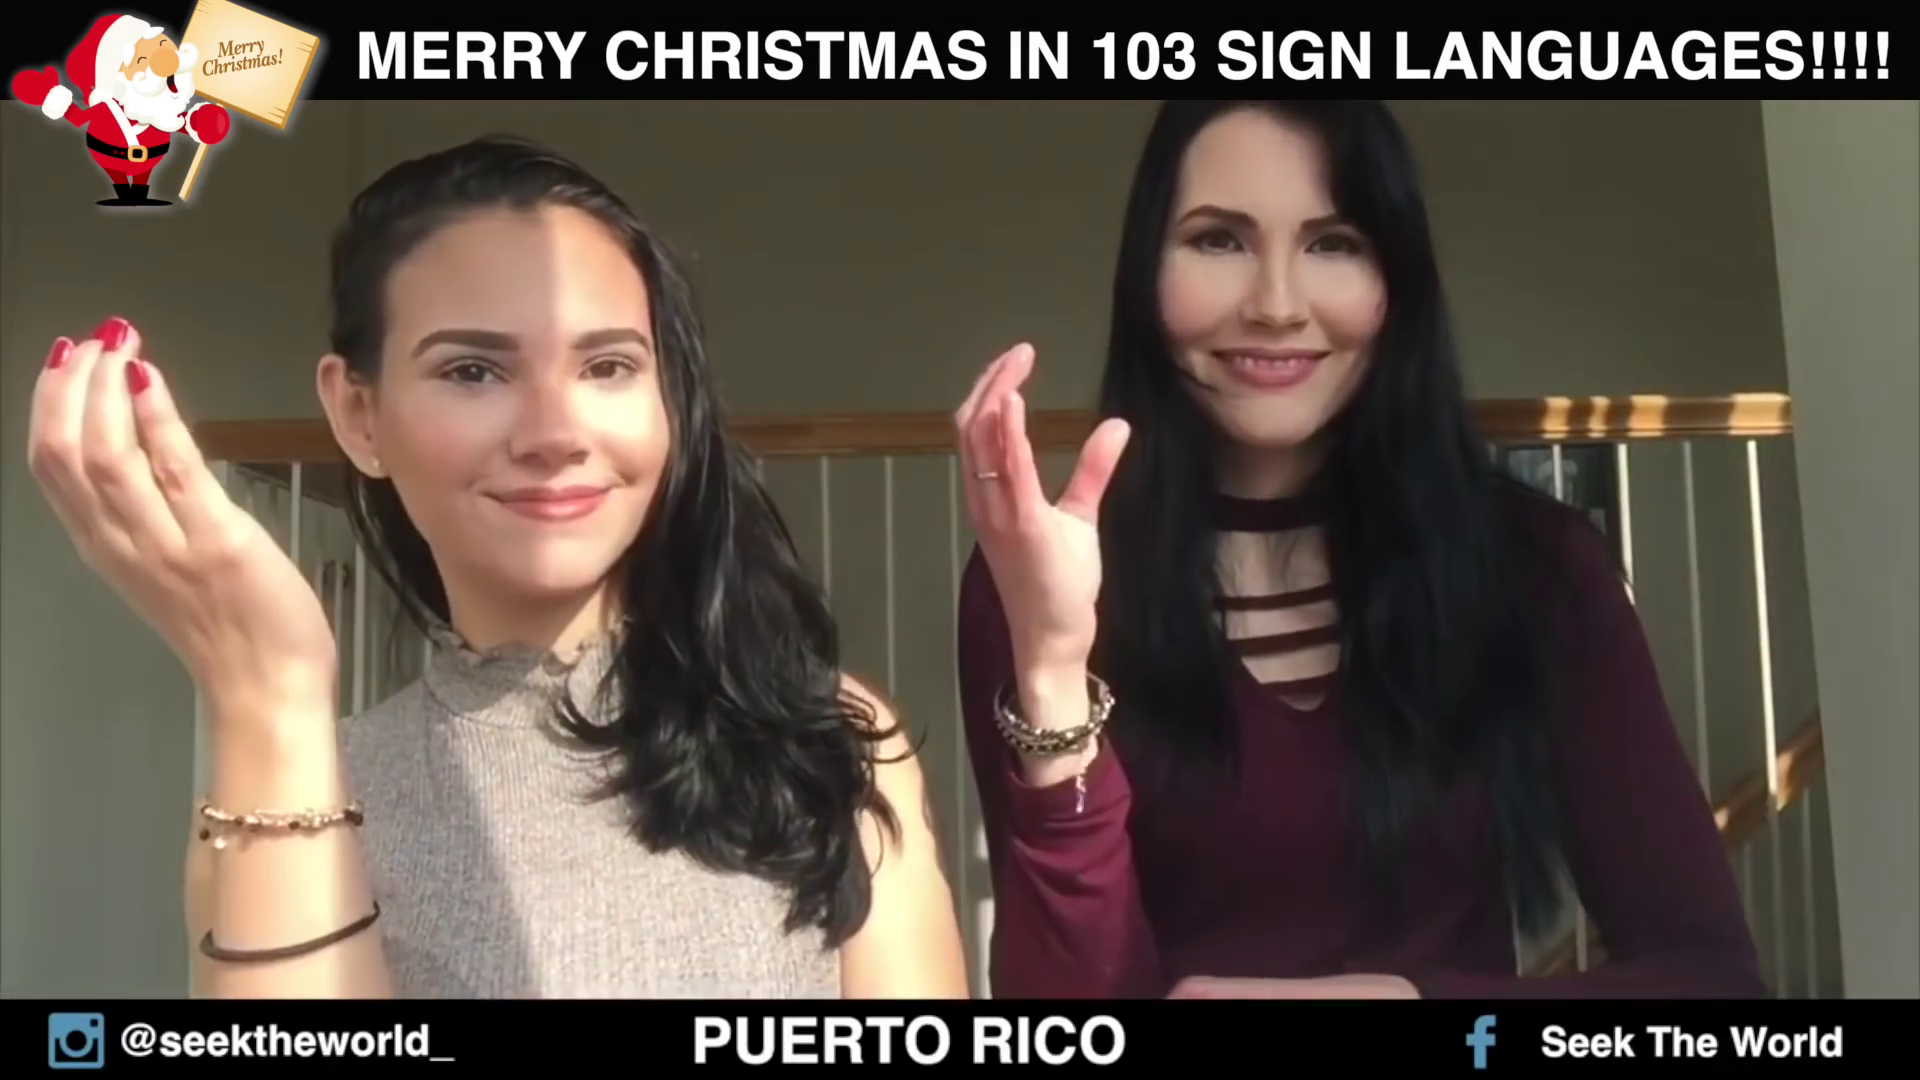 Merry
Christmas!
MERRY CHRISTMAS IN 103 SIGN LANGUAGES!!!!
@seektheworld_
PUERTO RICO
Seek The World